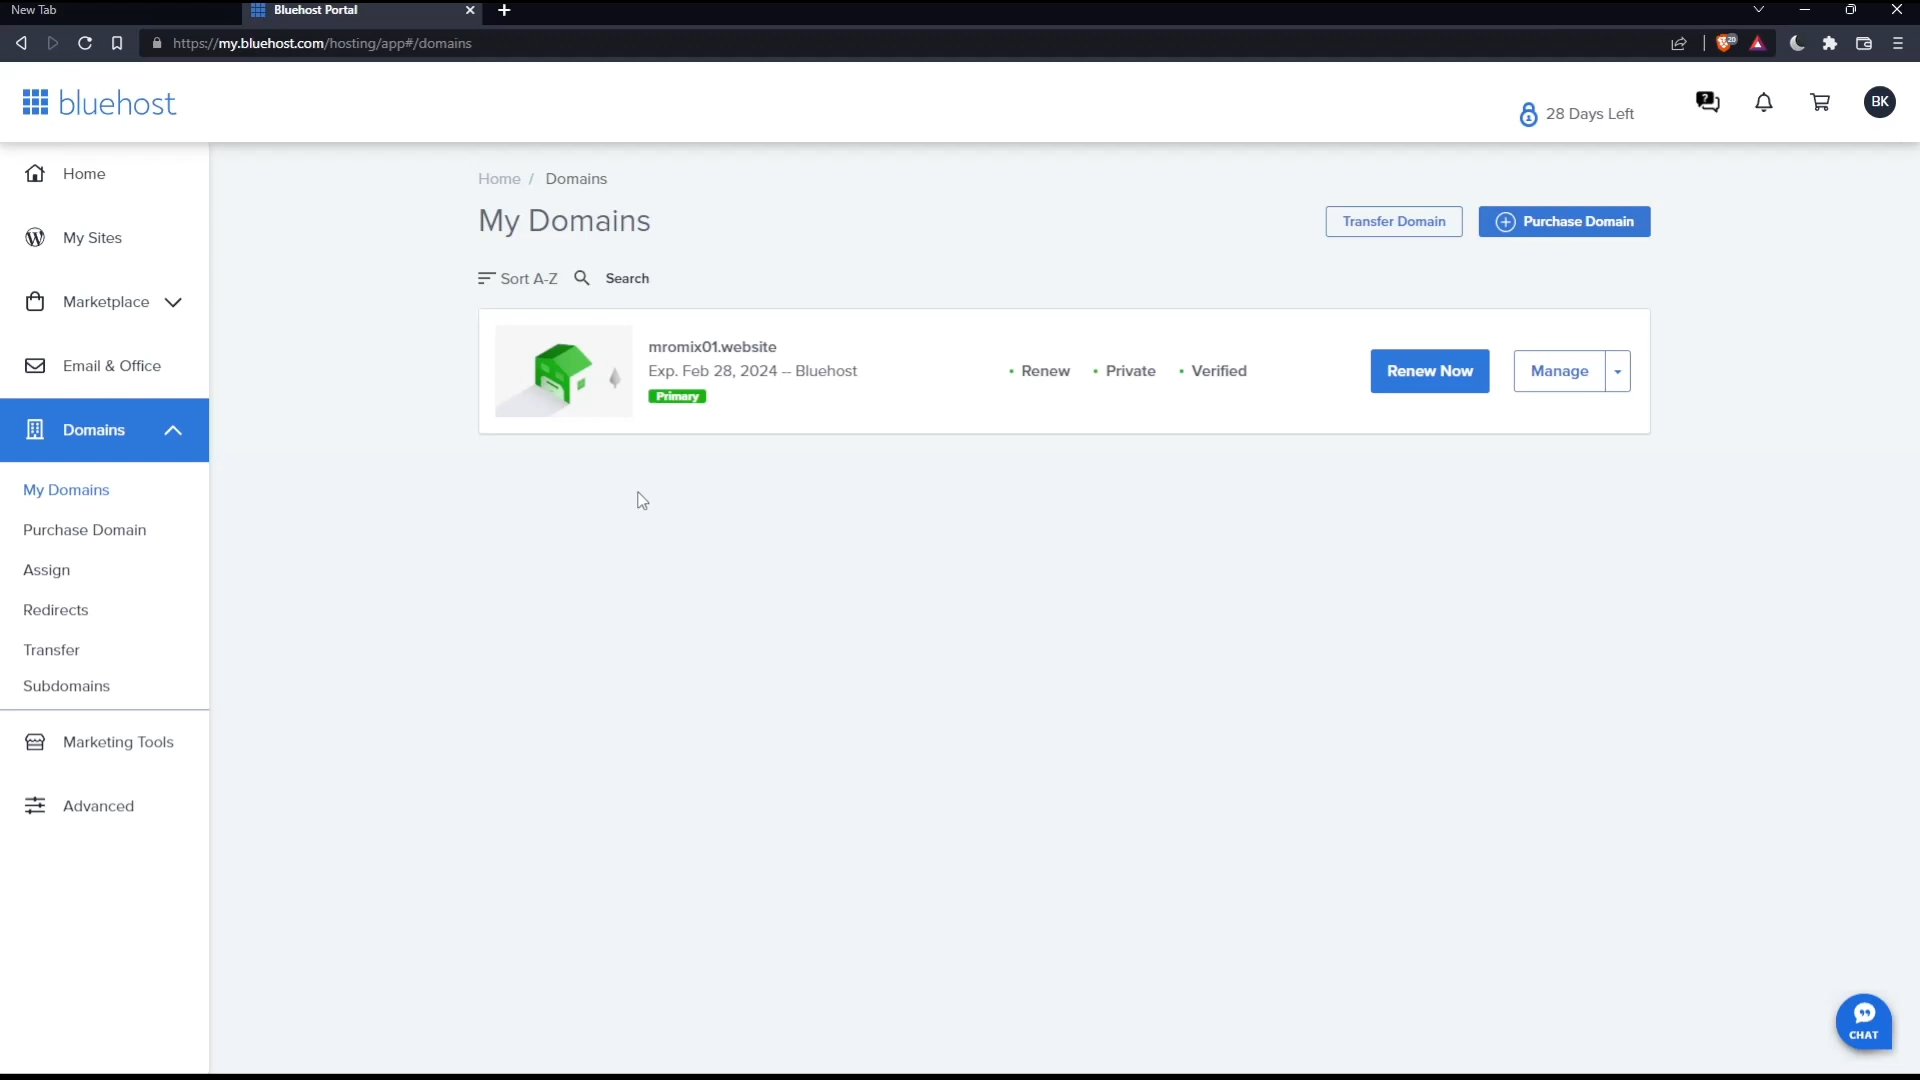 New Tab
Bluehost Portal
https://my.bluehost.com/hosting/app#/domains
20
bluehost
28 Days Left
BK
Home
My Sites
Marketplace
Email & Office
Domains
My Domains
Purchase Domain
Assign
Redirects
Transfer
Subdomains
Marketing Tools
Advanced
Home / Domains
My Domains
Transfer Domain
Purchase Domain
Sort A-Z
Search
mromix01.website
Exp. Feb 28, 2024 -- Bluehost
Primary
• Renew • Private • Verified
Renew Now
Manage
CHAT